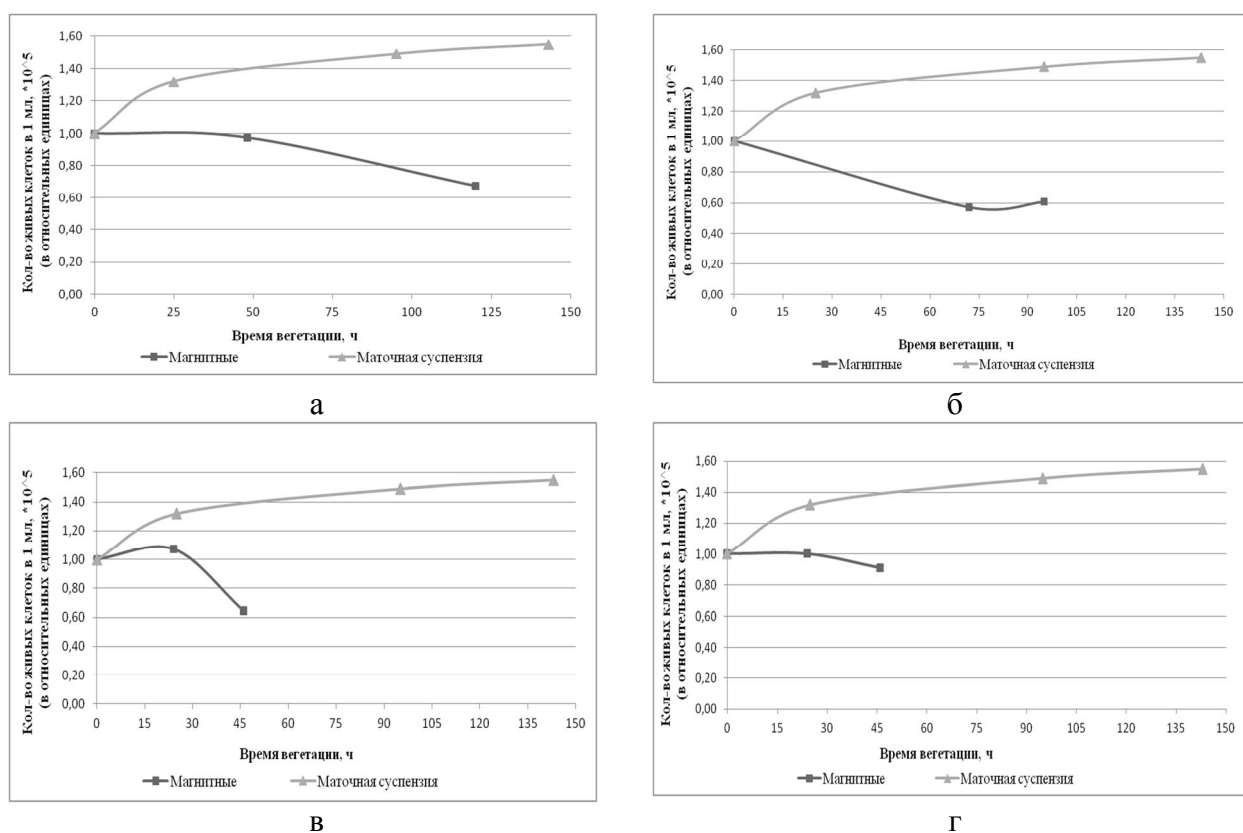 1,60
1,40
1,20
1,00
0,80
0,60
0,40
0,20
0,00
Кол-во живых клеток в 1 мл, *10^5
(в относительных единицах)
0 25 50 75 100 125 150
Время вегетации, ч
Магнитные Маточная суспензия
а
1,60
1,40
1,20
1,00
0,80
0,60
0,40
0,20
0,00
Кол-во живых клеток в 1 мл, *10^5
(в относительных единицах)
0 15 30 45 60 75 90 105 120 135 150
Время вегетации, ч
Магнитные Маточная суспензия
б
1,60
1,40
1,20
1,00
0,80
0,60
0,40
0,20
0,00
Кол-во живых клеток в 1 мл, *10^5
(в относительных единицах)
0 15 30 45 60 75 90 105 120 135 150
Время вегетации, ч
Магнитные Маточная суспензия
в
1,60
1,40
1,20
1,00
0,80
0,60
0,40
0,20
0,00
Кол-во живых клеток в 1 мл, *10^5
(в относительных единицах)
0 15 30 45 60 75 90 105 120 135 150
Время вегетации, ч
Магнитные Маточная суспензия
г